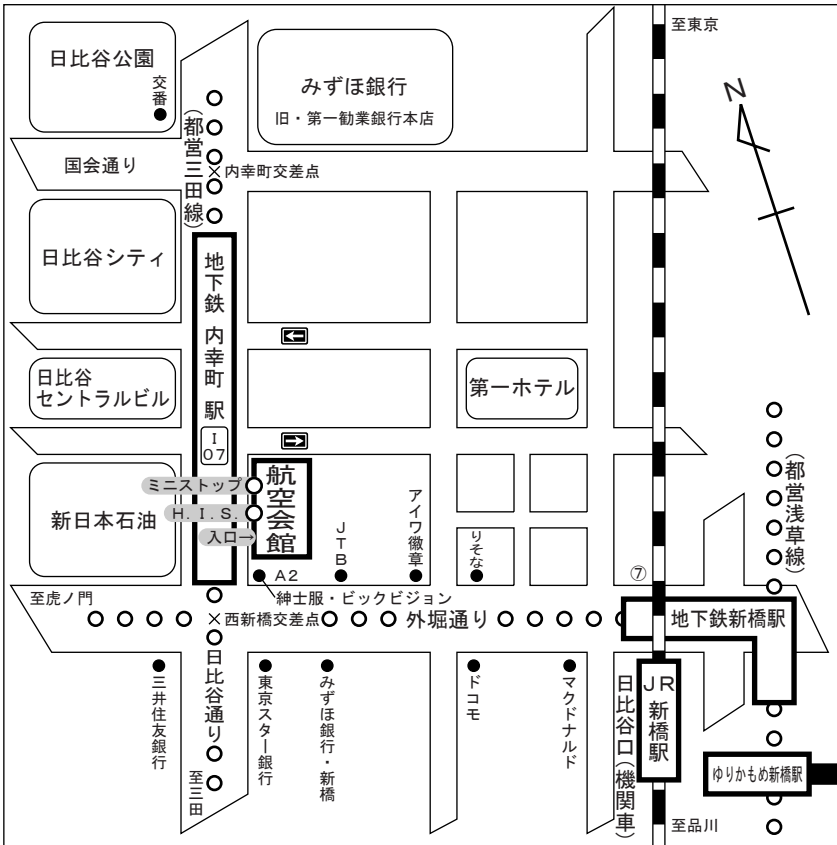 至東京
日比谷公園
交番
みずほ銀行
旧・第一勧業銀行本店
N
(都営三田線)
国会通り
×内幸町交差点
日比谷シティ
地下鉄 内幸町 駅
I
07
←
日比谷
セントラルビル
第一ホテル
→
(都営浅草線)
新日本石油
ミニストップ
H.I.S.
入口→
航空会館
JTB
アイワ徽章
りそな
A2
⑦
紳士服・ビックビジョン
至虎ノ門
×西新橋交差点
外堀通り
地下鉄新橋駅
日比谷通り
三井住友銀行
東京スター銀行
みずほ銀行・新橋
ドコモ
マクドナルド
日比谷口(機関車)
JR
新橋駅
ゆりかもめ新橋駅
至三田
至品川